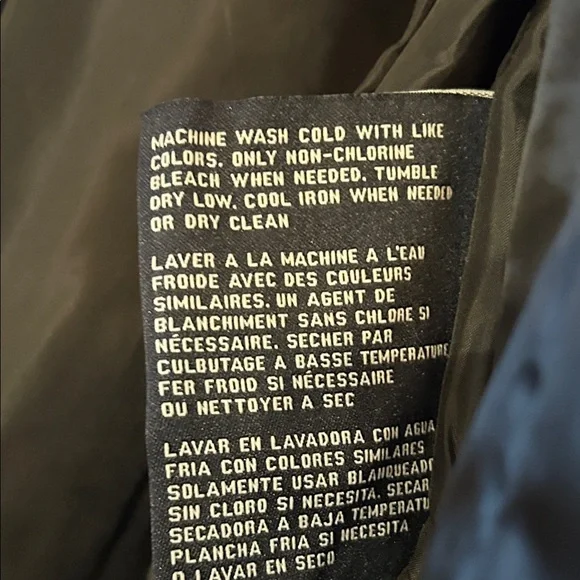 MACHINE WASH COLD WITH LIKE
COLORS. ONLY NON-CHLORINE
BLEACH WHEN NEEDED. TUMBLE
DRY LOW. COOL IRON WHEN NEEDED
OR DRY CLEAN
LAVER A LA MACHINE A L'EAU
FROIDE AVEC DES COULEURS
SIMILAIRES. UN AGENT DE
BLANCHIMENT SANS CHLORE SI
NÉCESSAIRE. SECHER PAR
CULBUTAGE A BASSE TEMPERATURE
FER FROID SI NÉCESSAIRE
OU NETTOYER A SEC
LAVAR EN LAVADORA CON AGUA
FRIA CON COLORES SIMILARES
SOLAMENTE USAR BLANQUEADO
SIN CLORO SI NECESITA. SECAR
SECADORA A BAJA TEMPERATU
PLANCHA FRIA SI NECESITA
O LAVAR EN SECO